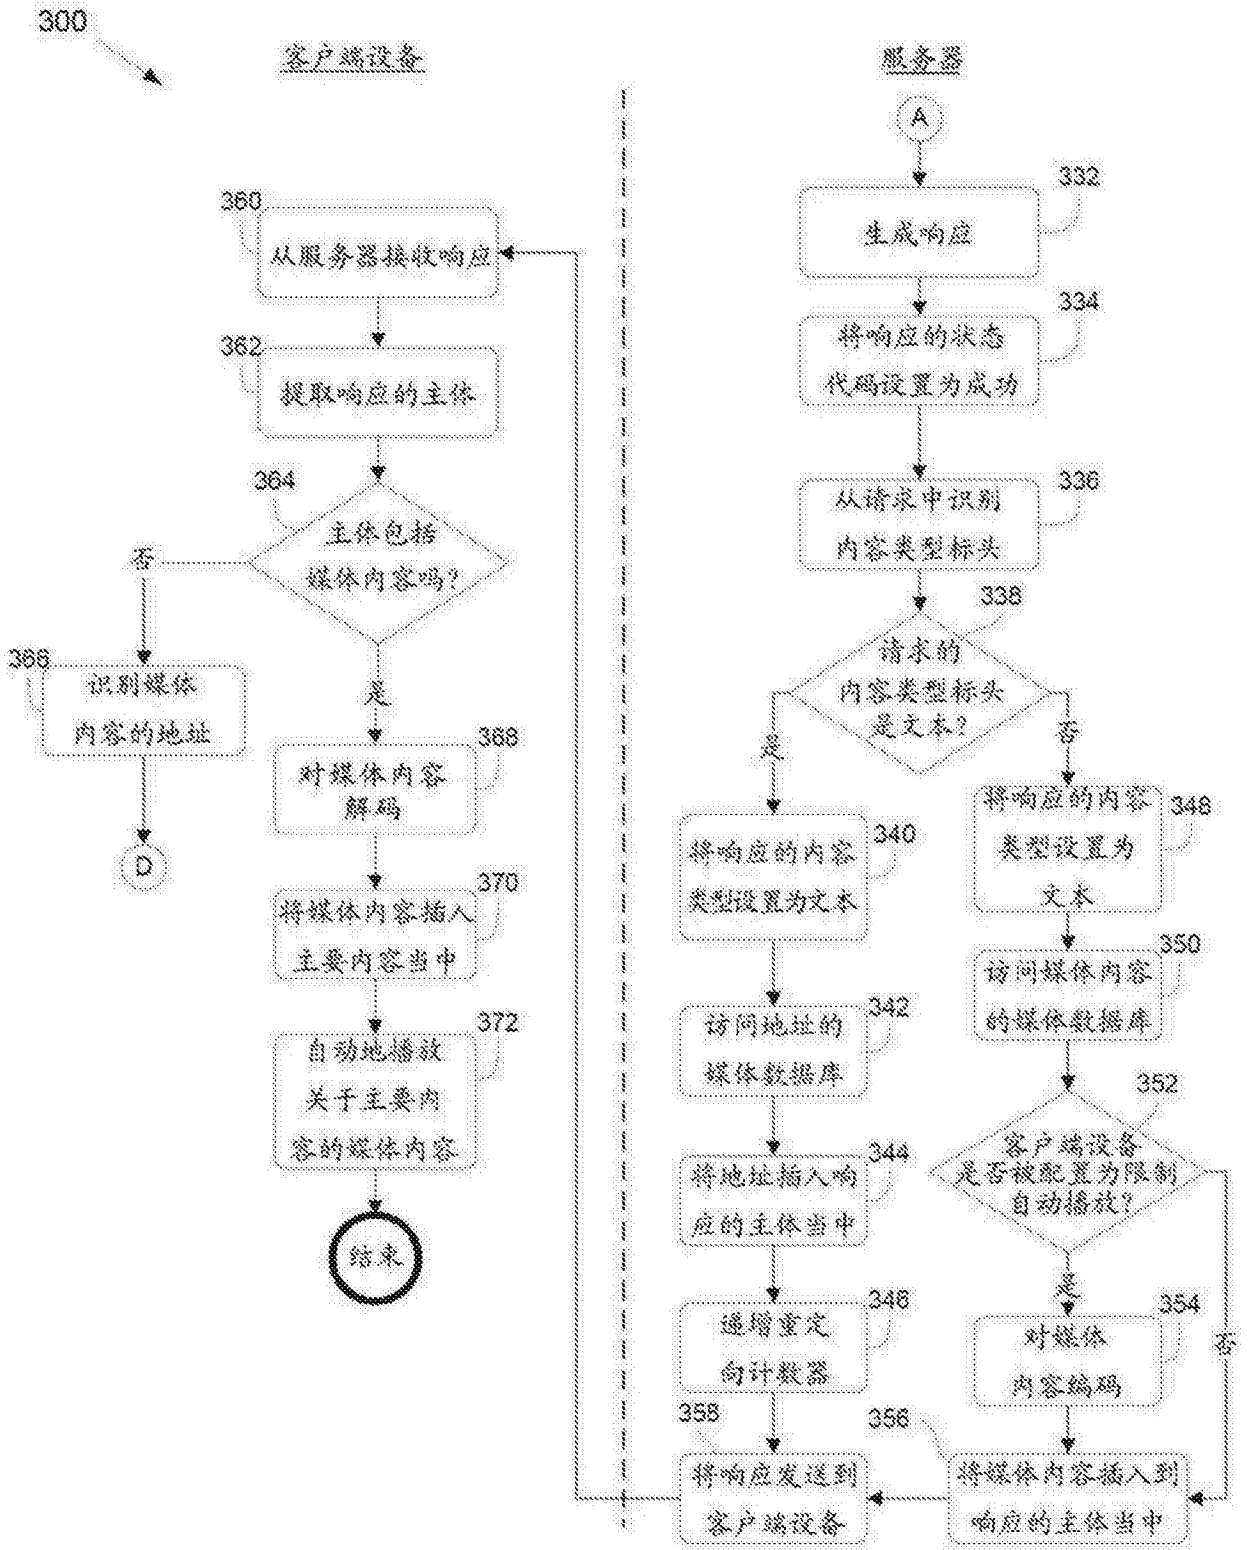 300
客户端设备
服务器
A
332
生成响应
334
将响应的状态
代码设置为成功
336
从请求中识别
内容类型标头
338
请求的
内容类型标头
是文本?
是
否
340
将响应的内容
类型设置为文本
342
访问地址的
媒体数据库
344
将地址插入响
应的主体当中
346
递增重定
向计数器
348
将响应的内容
类型设置为
文本
350
访问媒体内容
的媒体数据库
352
客户端设备
是否被配置为限制
自动播放?
是
否
354
对媒体
内容编码
356
将媒体内容插入到
响应的主体当中
358
将响应发送到
客户端设备
360
从服务器接收响应
362
提取响应的主体
364
主体包括
媒体内容吗?
否
是
366
识别媒体
内容的地址
D
368
对媒体内容
解码
370
将媒体内容插入
主要内容当中
372
自动地播放
关于主要内
容的媒体内容
结束